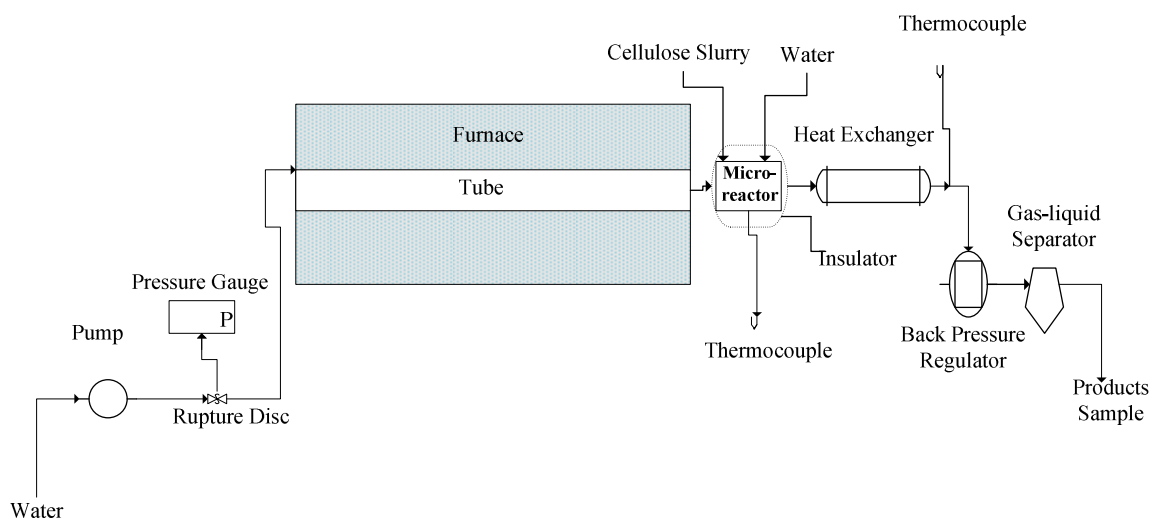 Thermocouple
Cellulose Slurry
Water
Furnace
Heat Exchanger
Micro-
reactor
Tube
Gas-liquid
Separator
Insulator
Pressure Gauge
P
Pump
Back Pressure
Regulator
Thermocouple
Products
Sample
Rupture Disc
Water